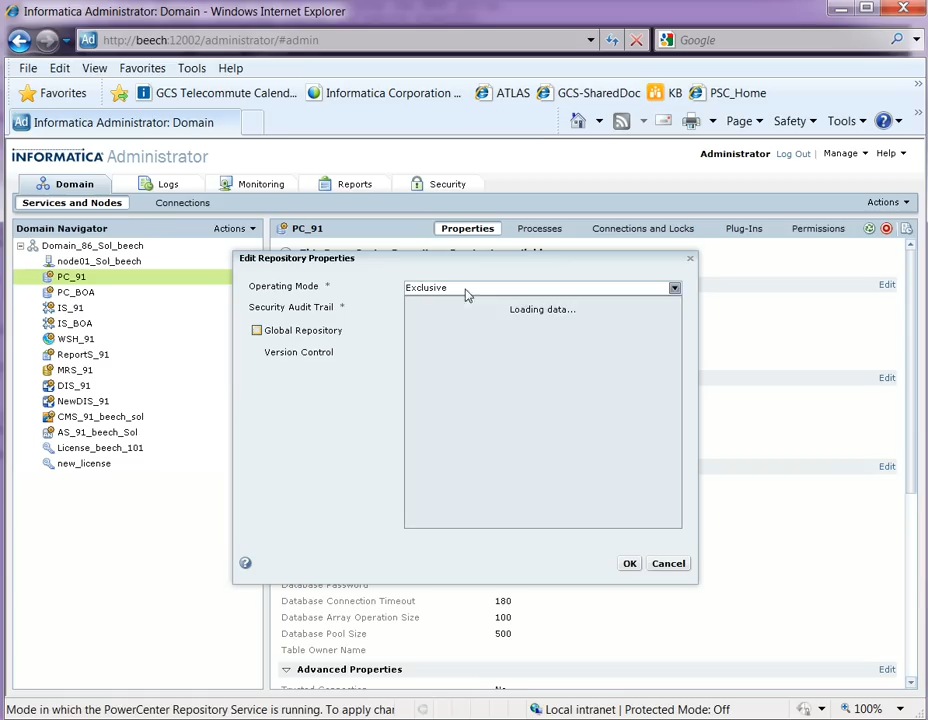 Informatica Administrator: Domain - Windows Internet Explorer
Ad http://beech:12002/administrator/#admin
Google
File Edit View Favorites Tools Help
Favorites GCS Telecommute Calend... Informatica Corporation ... ATLAS GCS-SharedDoc KB PSC_Home
Ad Informatica Administrator: Domain
Page Safety Tools
INFORMATICA Administrator
Administrator Log Out Manage Help
Domain Logs Monitoring Reports Security
Services and Nodes Connections Actions
Domain Navigator Actions
PC_91 Properties Processes Connections and Locks Plug-Ins Permissions
Domain_86_Sol_beech
node01_Sol_beech
PC_91
PC_BOA
IS_91
IS_BOA
WSH_91
ReportS_91
MRS_91
DIS_91
NewDIS_91
CMS_91_beech_sol
AS_91_beech_Sol
License_beech_101
new_license
Edit Repository Properties
Operating Mode * Exclusive
Security Audit Trail *
Loading data...
Global Repository
Version Control
OK Cancel
Edit
Edit
Edit
Database Connection Timeout 180
Database Array Operation Size 100
Database Pool Size 500
Table Owner Name
Advanced Properties Edit
Mode in which the PowerCenter Repository Service is running. To apply char
Local intranet | Protected Mode: Off
100%